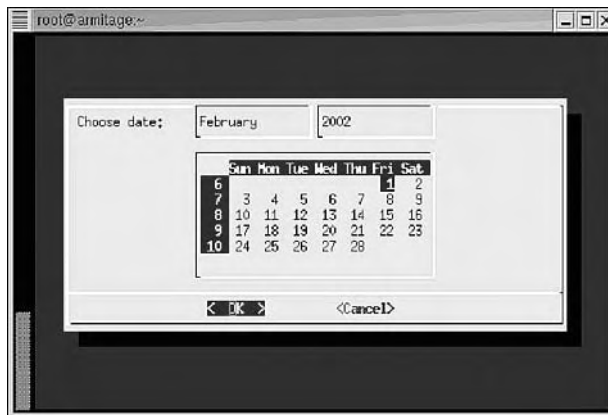 root@armitage:~
Choose date: February 2002
Sun Mon Tue Wed Thu Fri Sat
6 1 2
7 3 4 5 6 7 8 9
8 10 11 12 13 14 15 16
9 17 18 19 20 21 22 23
10 24 25 26 27 28
< OK > <Cancel>